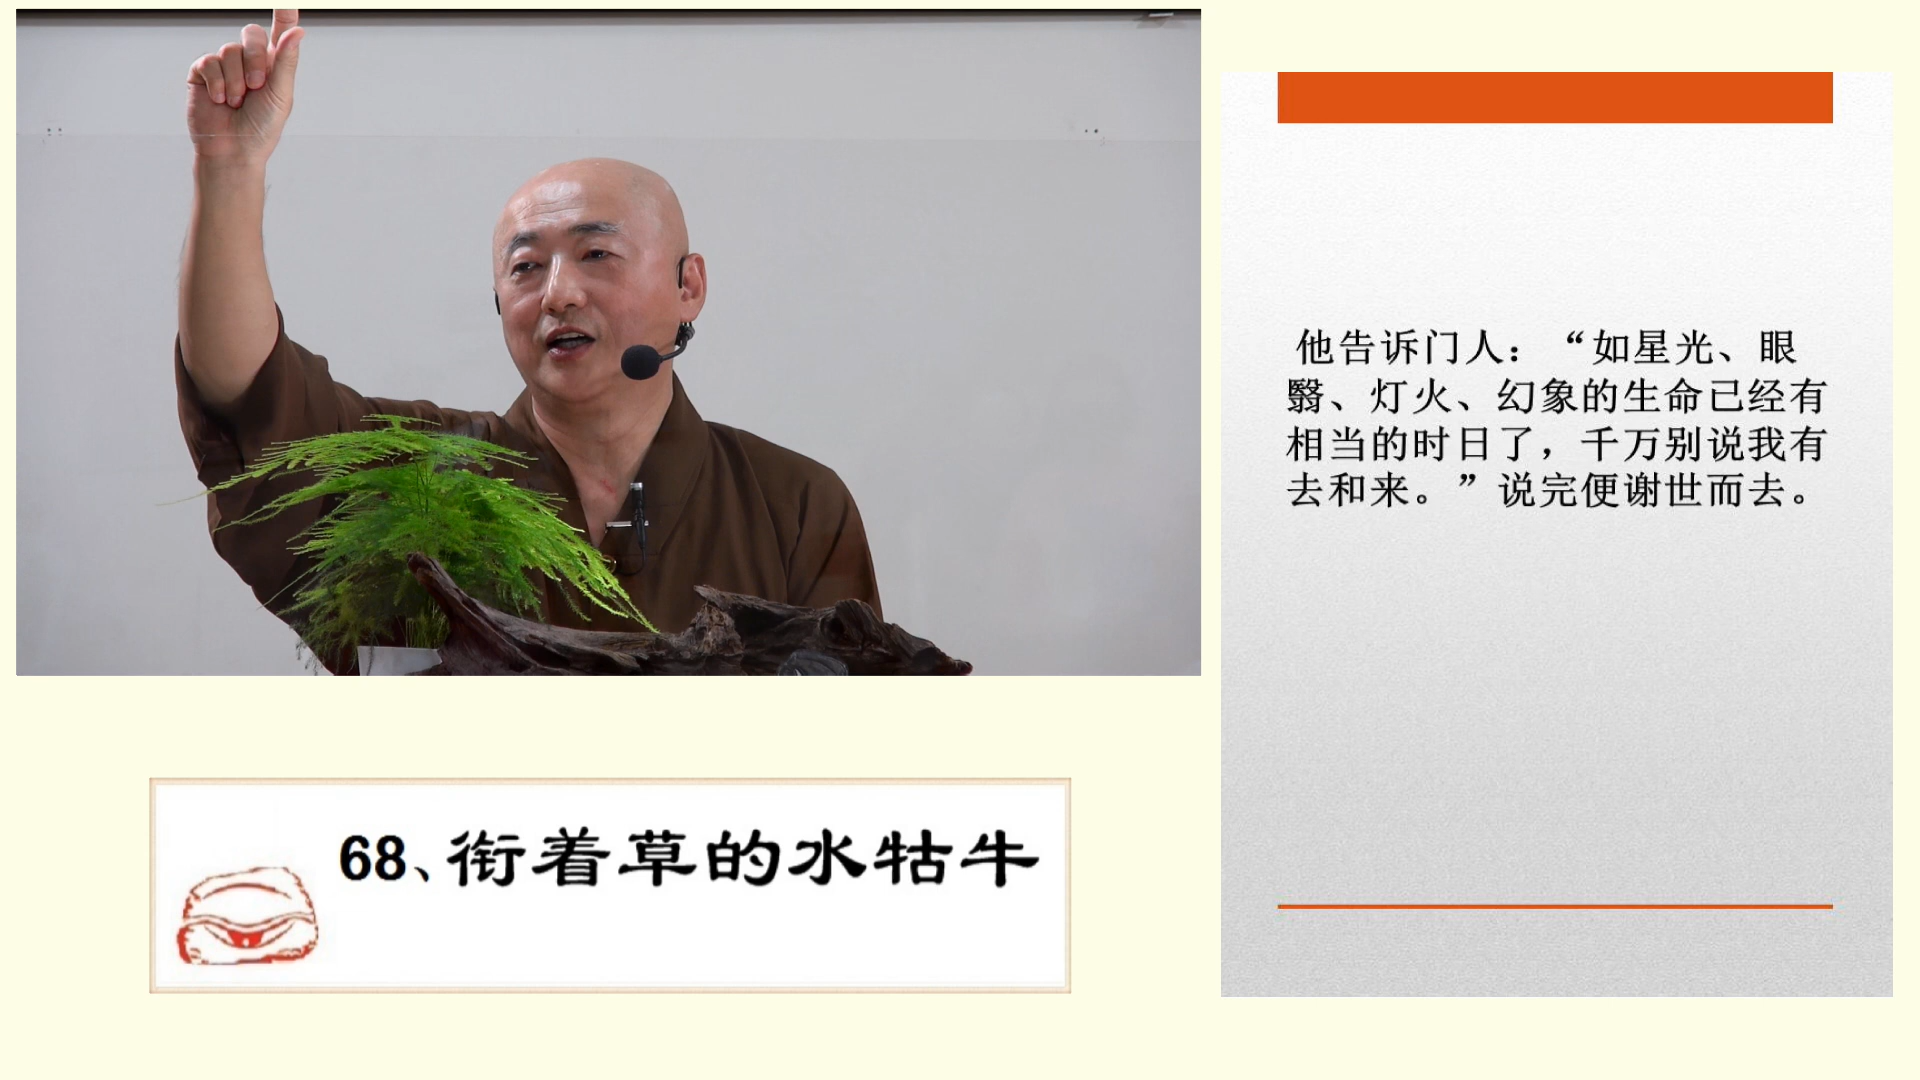 他告诉门人：“如星光、眼
翳、灯火、幻象的生命已经有
相当的时日了，千万别说我有
去和来。”说完便谢世而去。
68、衔着草的水牯牛